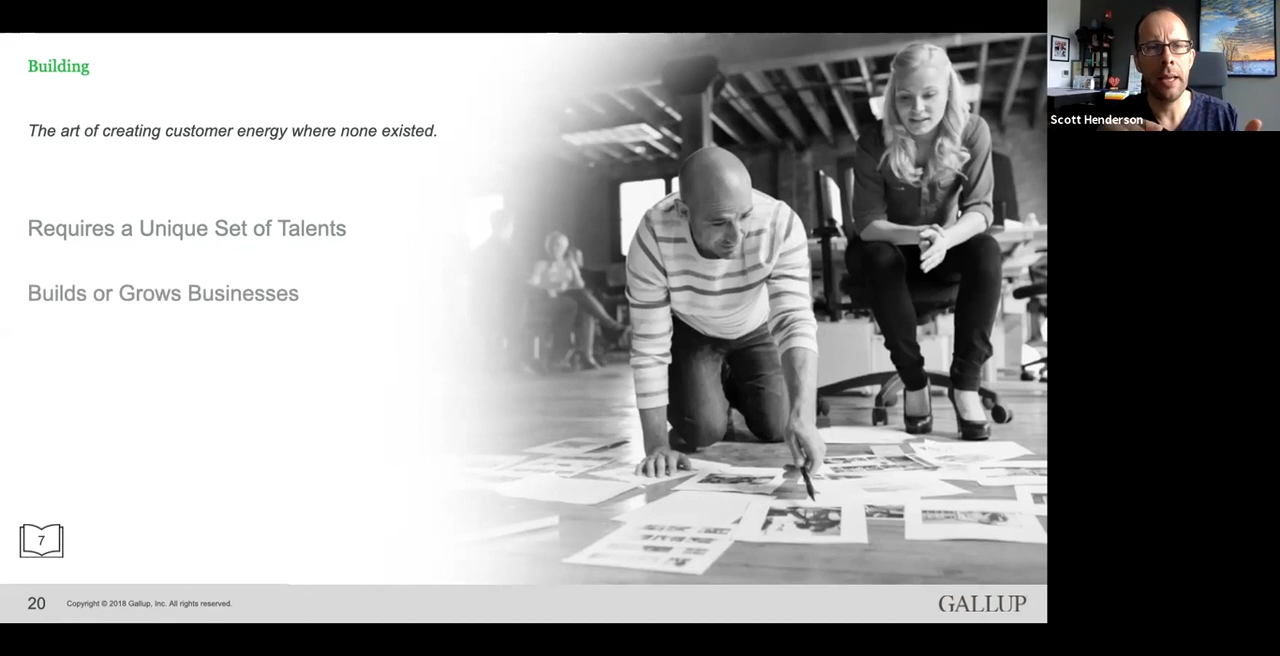 Building
The art of creating customer energy where none existed.
Requires a Unique Set of Talents
Builds or Grows Businesses
7
20
Copyright © 2018 Gallup, Inc. All rights reserved.
GALLUP
Scott Henderson